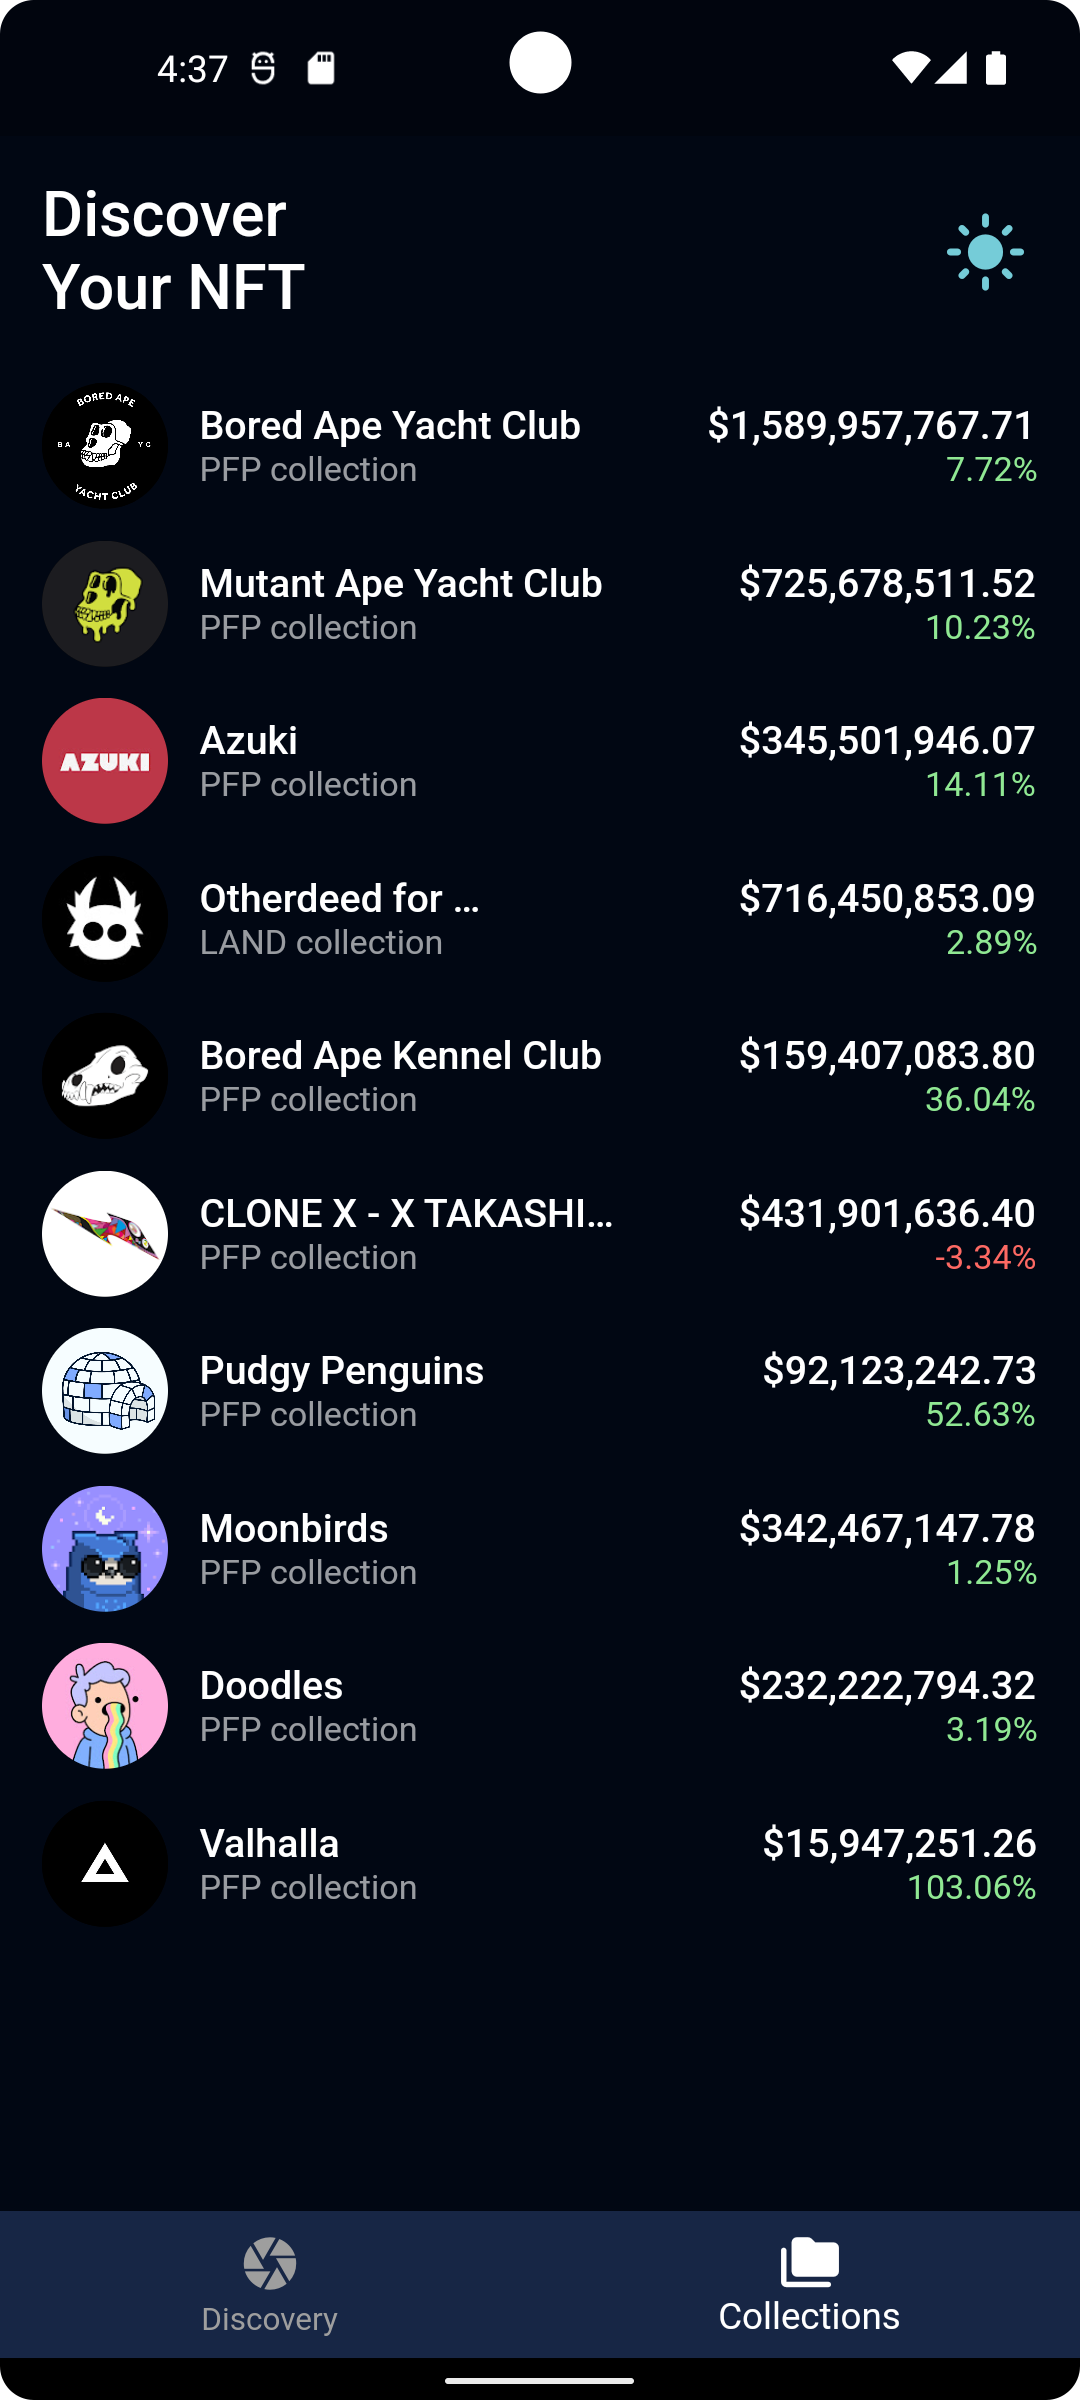 4:37
Discover
Your NFT
BORED APE
BA YC
YACHT CLUB
Bored Ape Yacht Club
$1,589,957,767.71
PFP collection
7.72%
Mutant Ape Yacht Club
$725,678,511.52
PFP collection
10.23%
AZUKI
Azuki
$345,501,946.07
PFP collection
14.11%
Otherdeed for ...
$716,450,853.09
LAND collection
2.89%
Bored Ape Kennel Club
$159,407,083.80
PFP collection
36.04%
CLONE X - X TAKASHI...
$431,901,636.40
PFP collection
-3.34%
Pudgy Penguins
$92,123,242.73
PFP collection
52.63%
Moonbirds
$342,467,147.78
PFP collection
1.25%
Doodles
$232,222,794.32
PFP collection
3.19%
Valhalla
$15,947,251.26
PFP collection
103.06%
Discovery
Collections